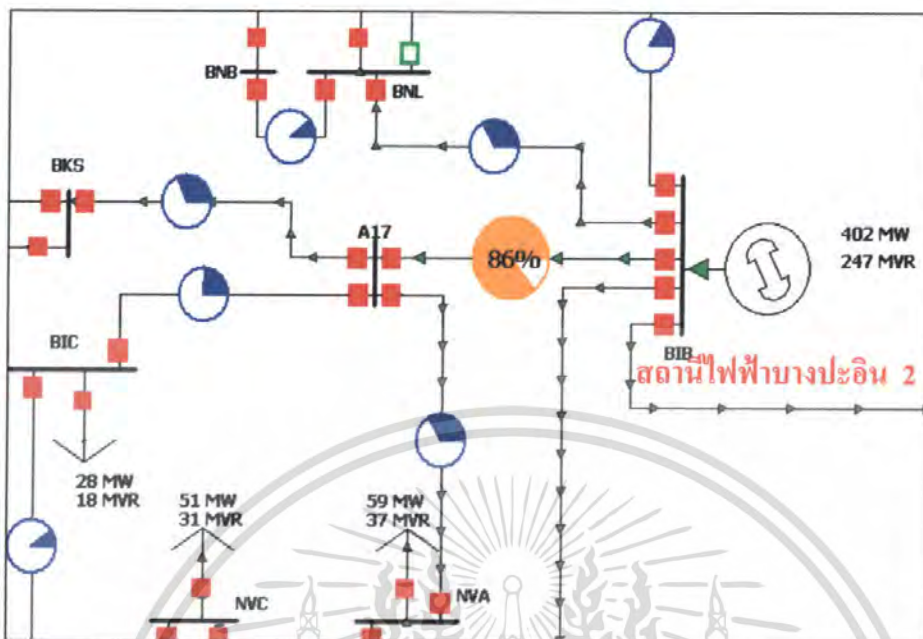 BNB
BNL
BKS
A17
86%
402 MW
247 MVR
BIB
สถานีไฟฟ้าบางปะอิน 2
BIC
28 MW
18 MVR
51 MW
31 MVR
59 MW
37 MVR
NVC
NVA